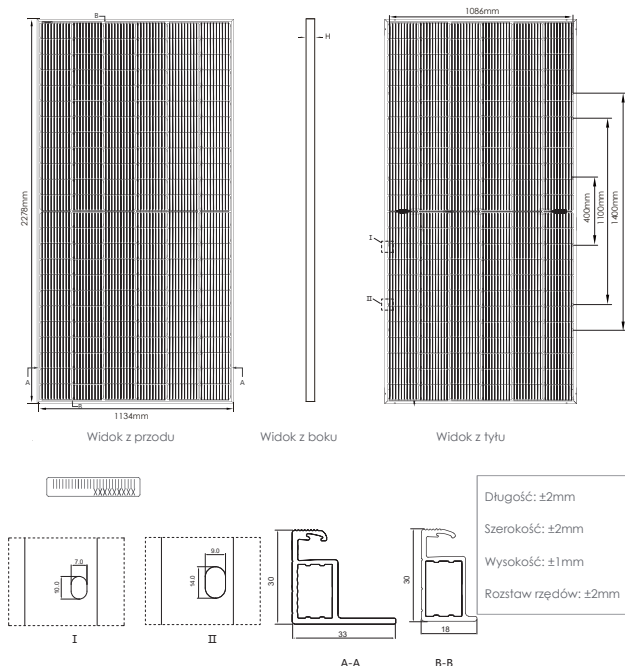 B
1086mm
H
2278mm
400mm
1100mm
1400mm
I
II
A
A
B
1134mm
Widok z przodu
Widok z boku
Widok z tyłu
XXXXXXXXX
7.0
10.0
I
9.0
14.0
II
30
33
A-A
30
18
B-B
Długość: ±2mm
Szerokość: ±2mm
Wysokość: ±1mm
Rozstaw rzędów: ±2mm